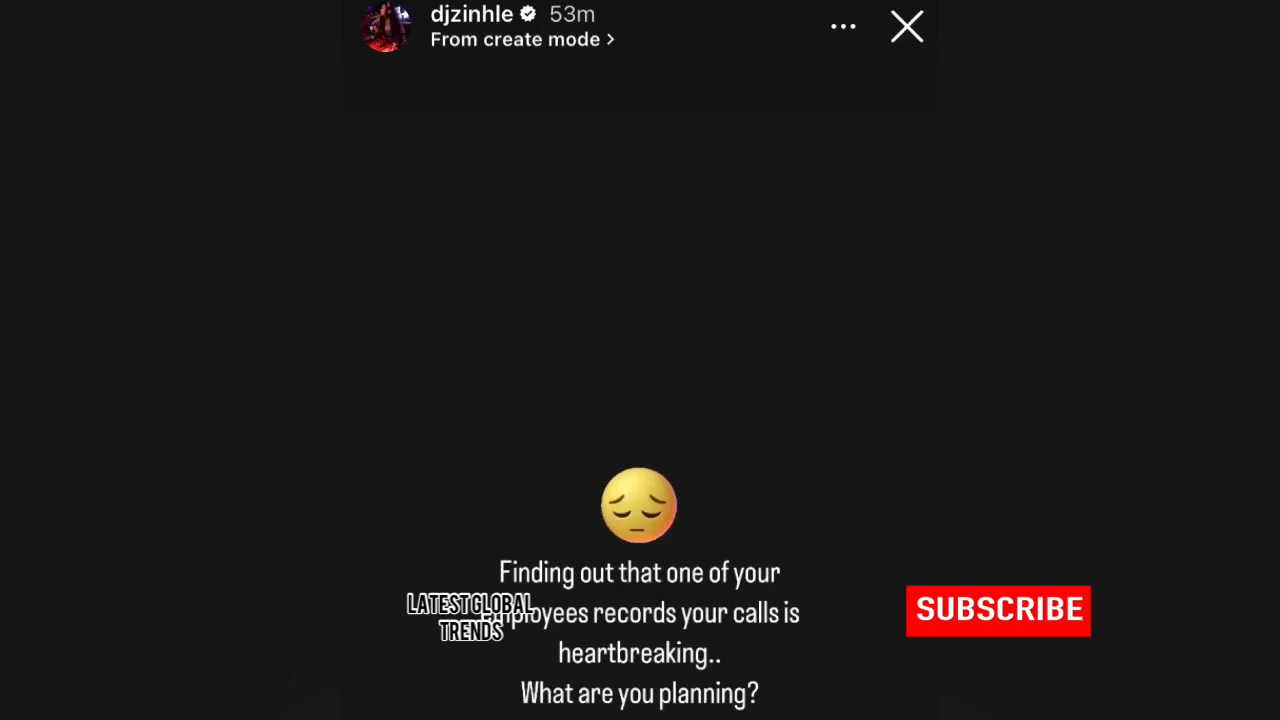 djzinhle 53m
From create mode >
Finding out that one of your
employees records your calls is
heartbreaking..
What are you planning?
LATEST GLOBAL
TRENDS
SUBSCRIBE